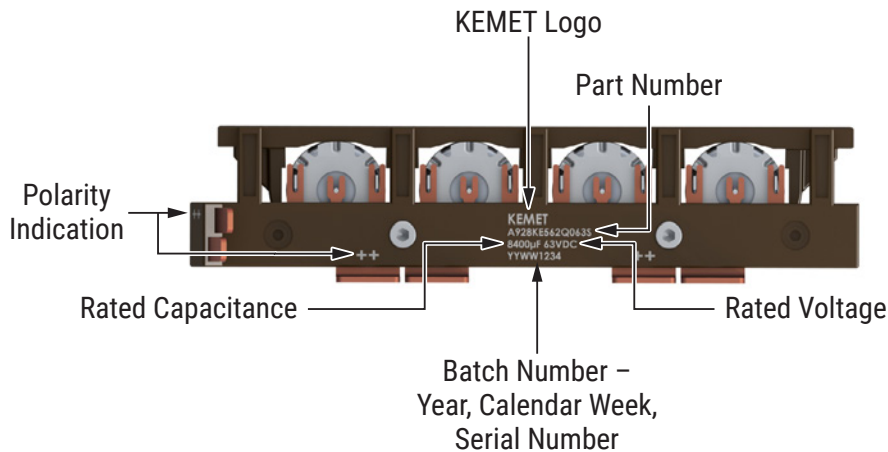 KEMET Logo
Part Number
Polarity
Indication
KEMET
A928KE562Q063S
8400µF 63VDC
YYWW1234
++
++
Rated Capacitance
Rated Voltage
Batch Number –
Year, Calendar Week,
Serial Number